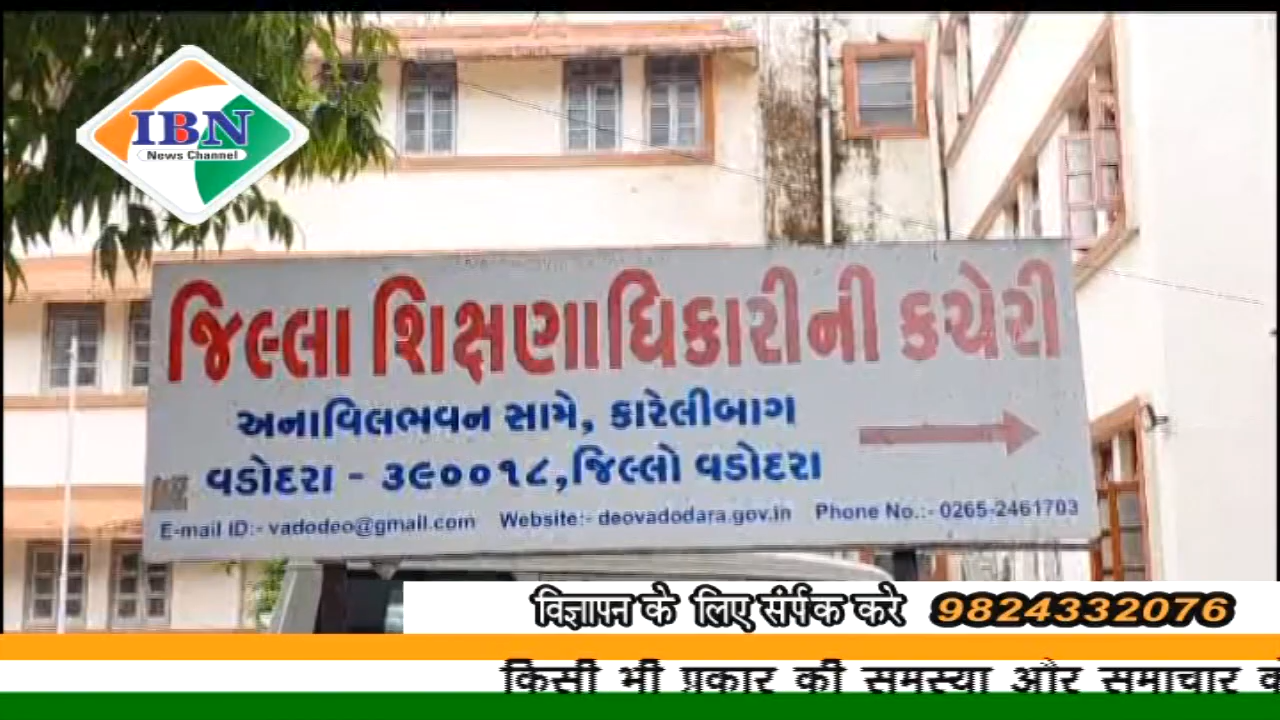 IBN
News Channel
જિલ્લા શિક્ષણાધિકારીની કચેરી
અનાવિલભવન સામે, કારેલીબાગ
વડોદરા - ૩૯૦૦૧૮,જિલ્લો વડોદરા
E-mail ID:- vadodeo@gmail.com Website:- deovadodara.gov.in Phone No.:- 0265-2461703
विज्ञापन के लिए संर्पक करे 9824332076
किसी भी प्रकार की समस्या और समाचार